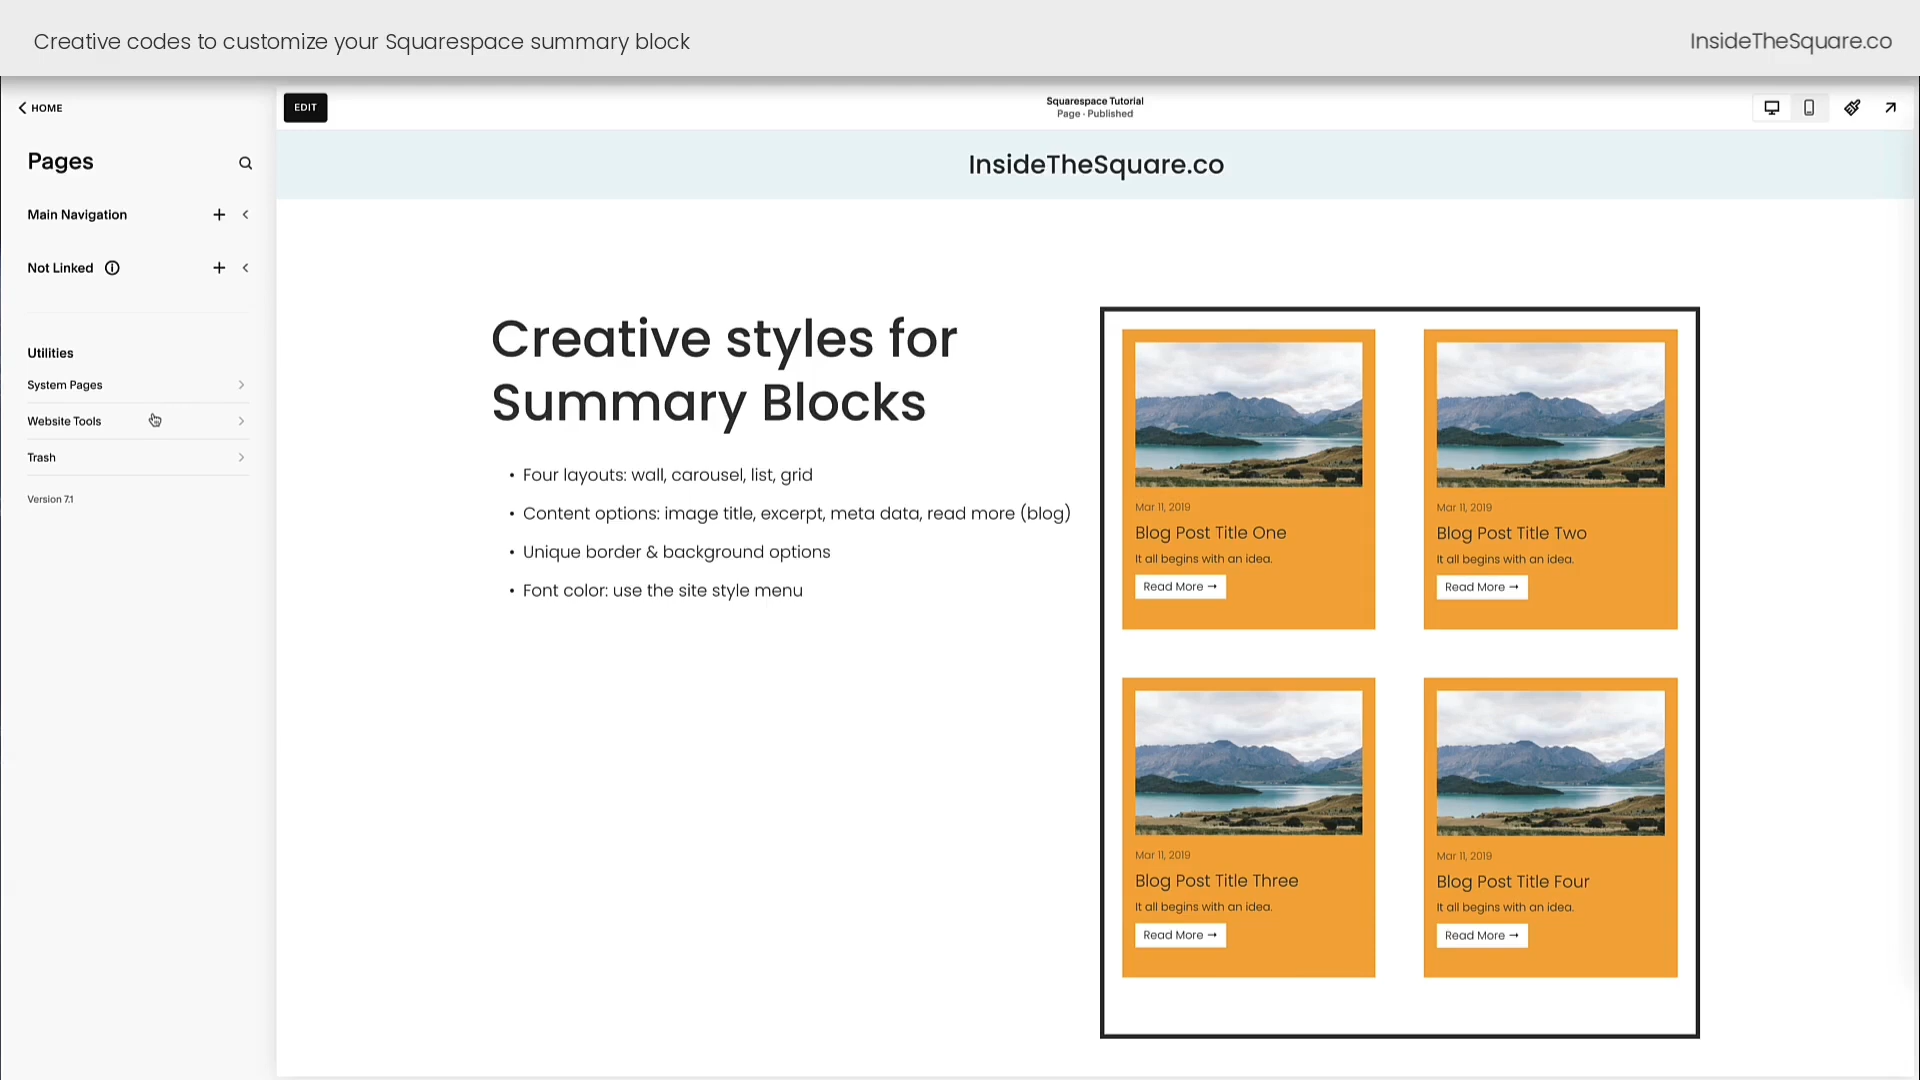 Creative codes to customize your Squarespace summary block
InsideTheSquare.co
HOME
EDIT
Squarespace Tutorial
Page · Published
Pages
InsideTheSquare.co
Main Navigation
Not Linked
Utilities
System Pages
Website Tools
Trash
Version 7.1
Creative styles for
Summary Blocks
• Four layouts: wall, carousel, list, grid
• Content options: image title, excerpt, meta data, read more (blog)
• Unique border & background options
• Font color: use the site style menu
Mar 11, 2019
Blog Post Title One
It all begins with an idea.
Read More →
Mar 11, 2019
Blog Post Title Two
It all begins with an idea.
Read More →
Mar 11, 2019
Blog Post Title Three
It all begins with an idea.
Read More →
Mar 11, 2019
Blog Post Title Four
It all begins with an idea.
Read More →